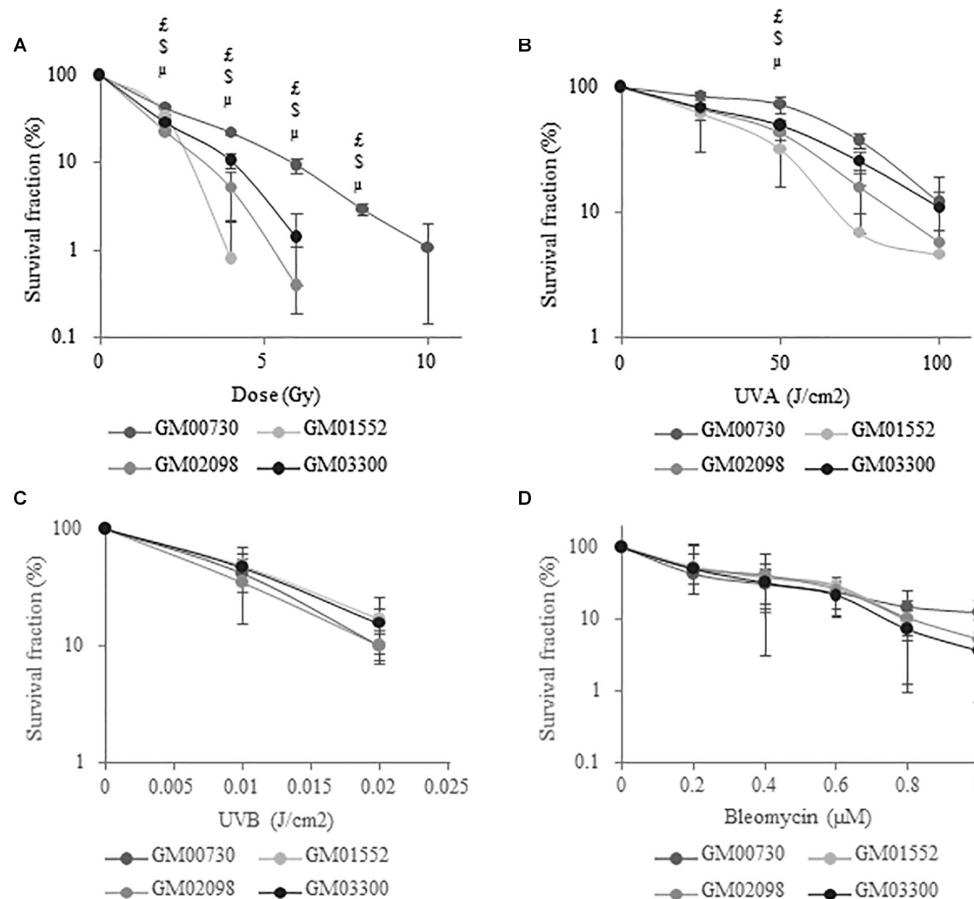 A
£
$
µ
£
$
µ
£
$
µ
£
$
µ
100
10
1
0.1
Survival fraction (%)
0
5
10
Dose (Gy)
GM00730
GM01552
GM02098
GM03300
B
£
$
µ
100
10
1
Survival fraction (%)
0
50
100
UVA (J/cm2)
GM00730
GM01552
GM02098
GM03300
C
100
10
1
Survival fraction (%)
0
0.005
0.01
0.015
0.02
0.025
UVB (J/cm2)
GM00730
GM01552
GM02098
GM03300
D
100
10
1
0.1
Survival fraction (%)
0
0.2
0.4
0.6
0.8
Bleomycin (µM)
GM00730
GM01552
GM02098
GM03300